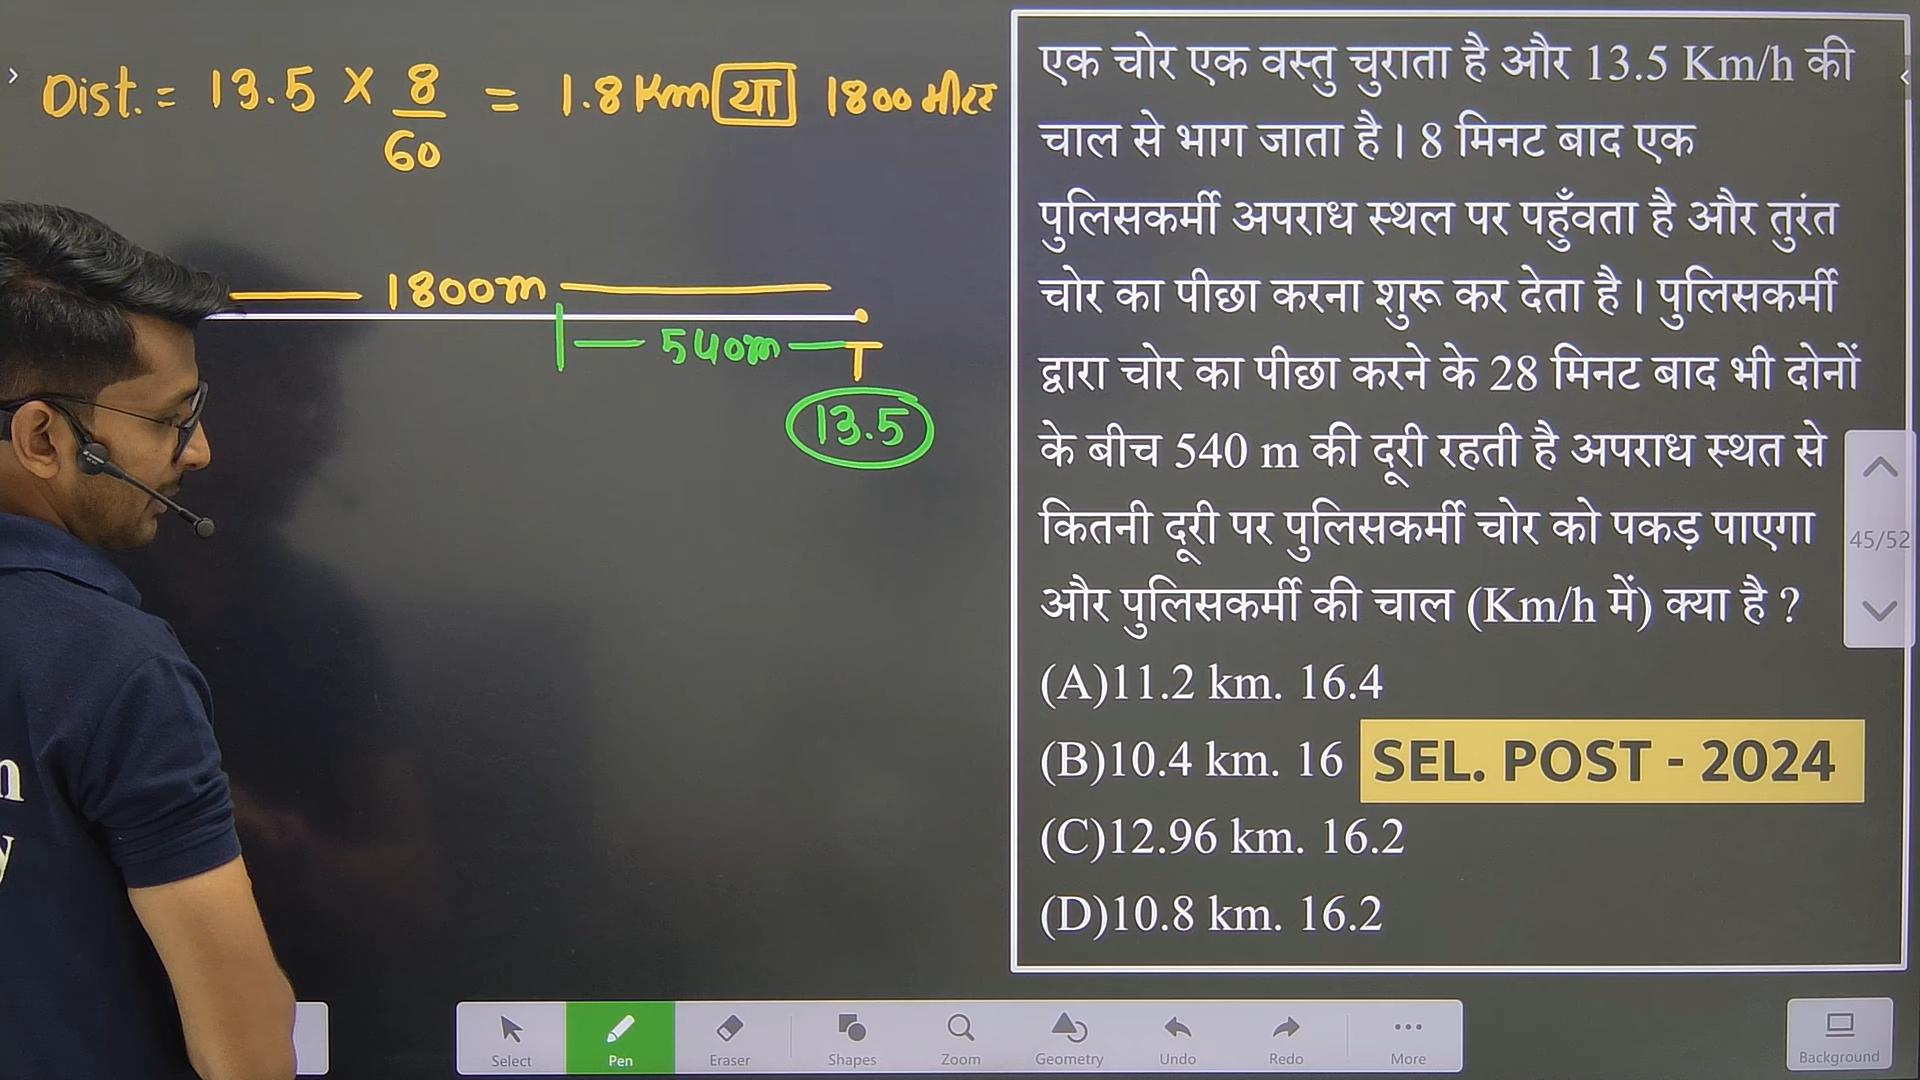 Dist. = 13.5 × 8/60 = 1.8 Km या 1800 मीटर
1800m
540m
T
13.5
एक चोर एक वस्तु चुराता है और 13.5 Km/h की
चाल से भाग जाता है। 8 मिनट बाद एक
पुलिसकर्मी अपराध स्थल पर पहुँवता है और तुरंत
चोर का पीछा करना शुरू कर देता है। पुलिसकर्मी
द्वारा चोर का पीछा करने के 28 मिनट बाद भी दोनों
के बीच 540 m की दूरी रहती है अपराध स्थत से
कितनी दूरी पर पुलिसकर्मी चोर को पकड़ पाएगा
और पुलिसकर्मी की चाल (Km/h में) क्या है ?
(A)11.2 km. 16.4
(B)10.4 km. 16
SEL. POST - 2024
(C)12.96 km. 16.2
(D)10.8 km. 16.2
45/52
Select
Pen
Eraser
Shapes
Zoom
Geometry
Undo
Redo
More
Background